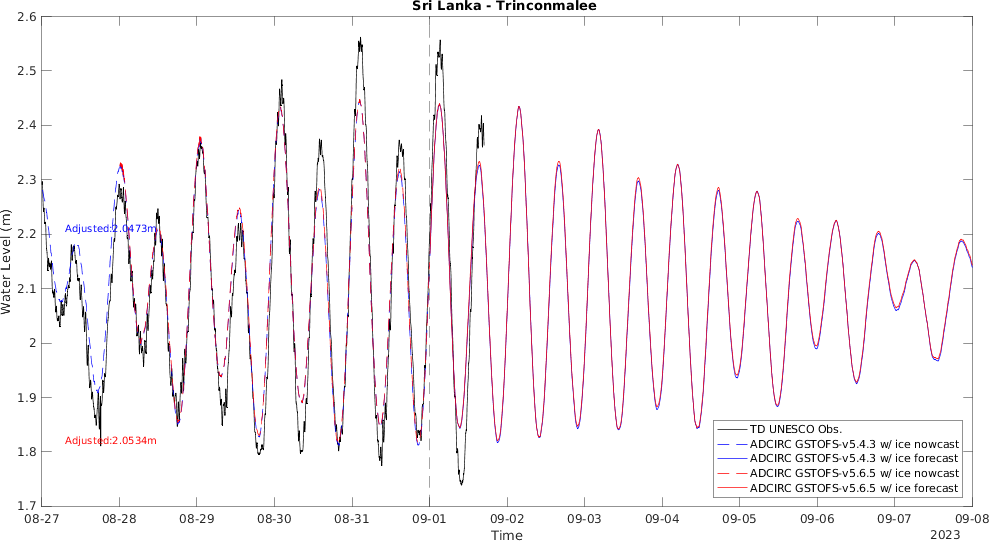 Sri Lanka - Trinconmalee
Water Level (m)
2.6
2.5
2.4
2.3
2.2
2.1
2
1.9
1.8
1.7
Adjusted:2.0473m
Adjusted:2.0534m
TD UNESCO Obs.
ADCIRC GSTOFS-v5.4.3 w/ ice nowcast
ADCIRC GSTOFS-v5.4.3 w/ ice forecast
ADCIRC GSTOFS-v5.6.5 w/ ice nowcast
ADCIRC GSTOFS-v5.6.5 w/ ice forecast
08-27 08-28 08-29 08-30 08-31 09-01 09-02 09-03 09-04 09-05 09-06 09-07 09-08
Time
2023